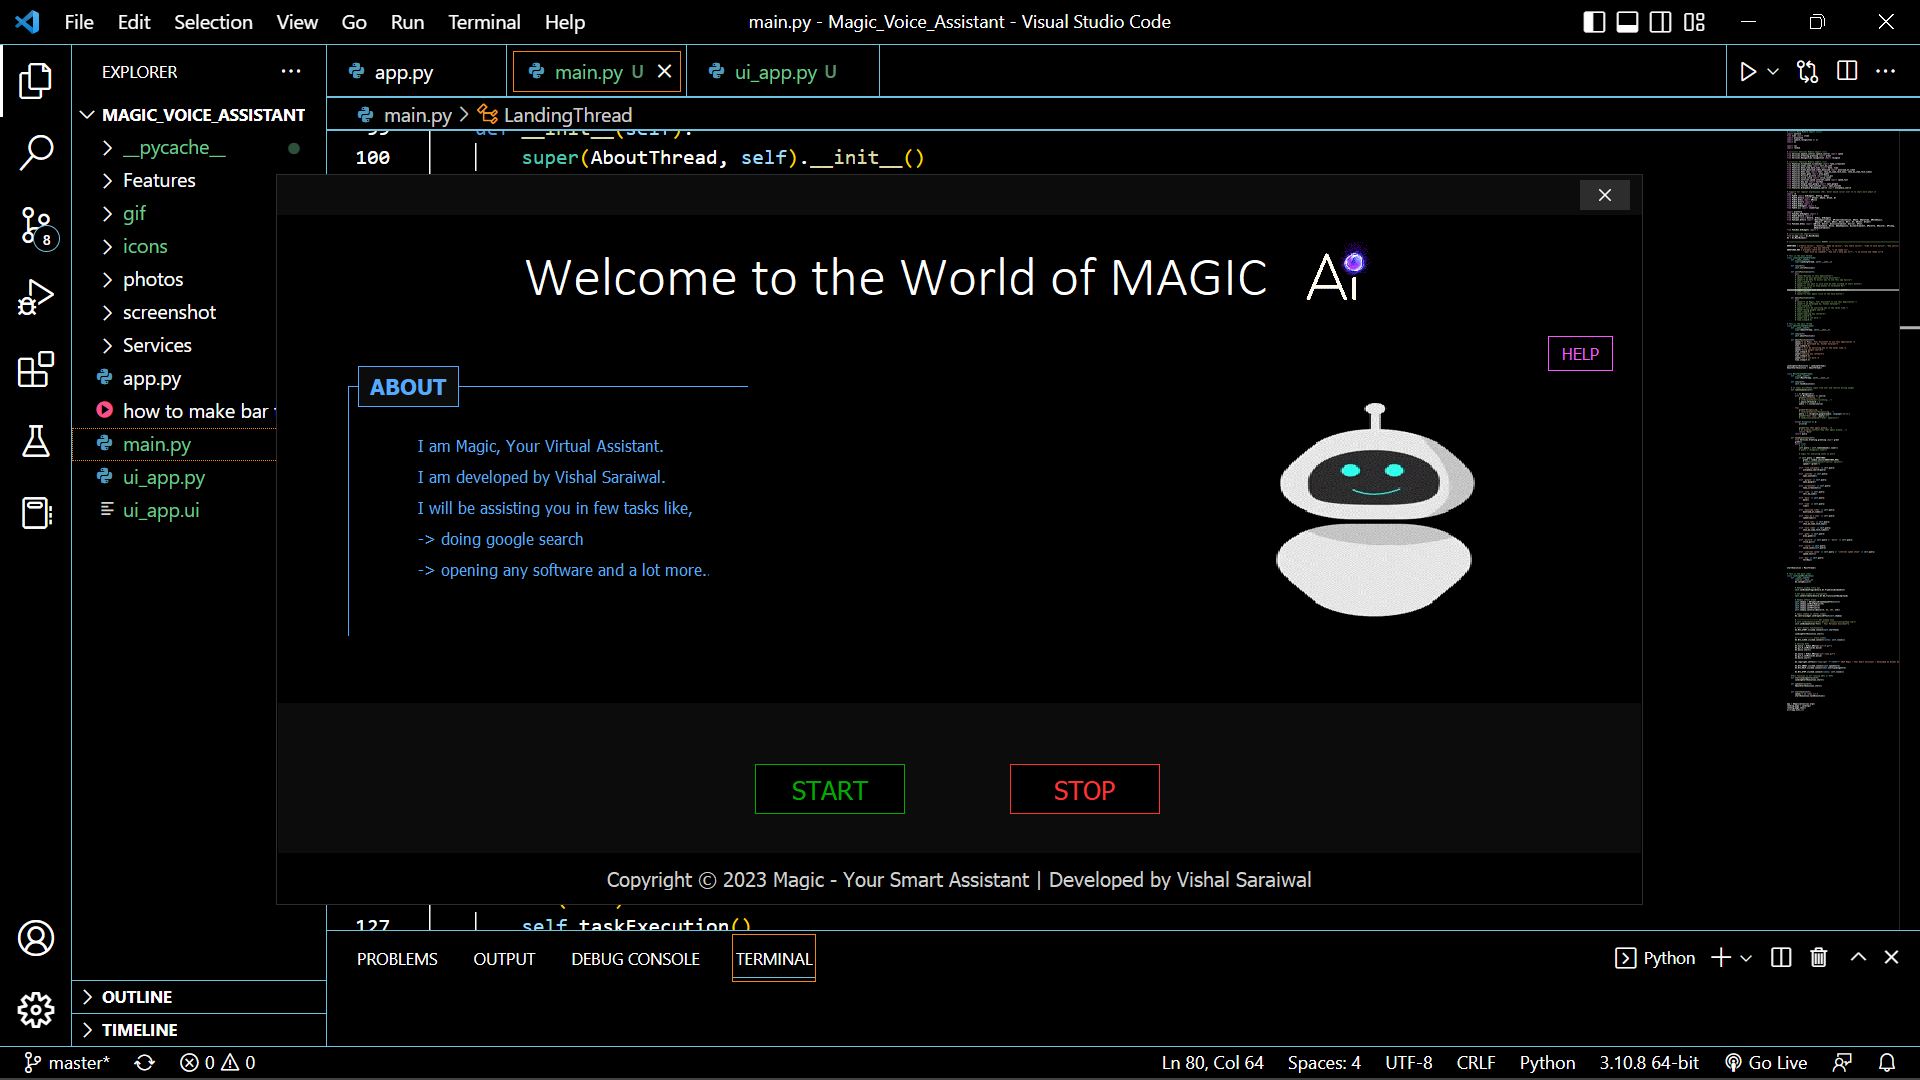 File Edit Selection View Go Run Terminal Help
main.py - Magic_Voice_Assistant - Visual Studio Code
EXPLORER
app.py
main.py U
ui_app.py U
main.py > LandingThread
MAGIC_VOICE_ASSISTANT
__pycache__
Features
gif
icons
photos
screenshot
Services
app.py
how to make bar
main.py
ui_app.py
ui_app.ui
OUTLINE
TIMELINE
8
99 def __init__(self):
100 super(AboutThread, self).__init__()
Welcome to the World of MAGIC Ai
HELP
ABOUT
I am Magic, Your Virtual Assistant.
I am developed by Vishal Saraiwal.
I will be assisting you in few tasks like,
-> doing google search
-> opening any software and a lot more..
START
STOP
Copyright © 2023 Magic - Your Smart Assistant | Developed by Vishal Saraiwal
127 self.taskExecution()
PROBLEMS OUTPUT DEBUG CONSOLE TERMINAL
Python
master* 0 0
Ln 80, Col 64 Spaces: 4 UTF-8 CRLF Python 3.10.8 64-bit Go Live